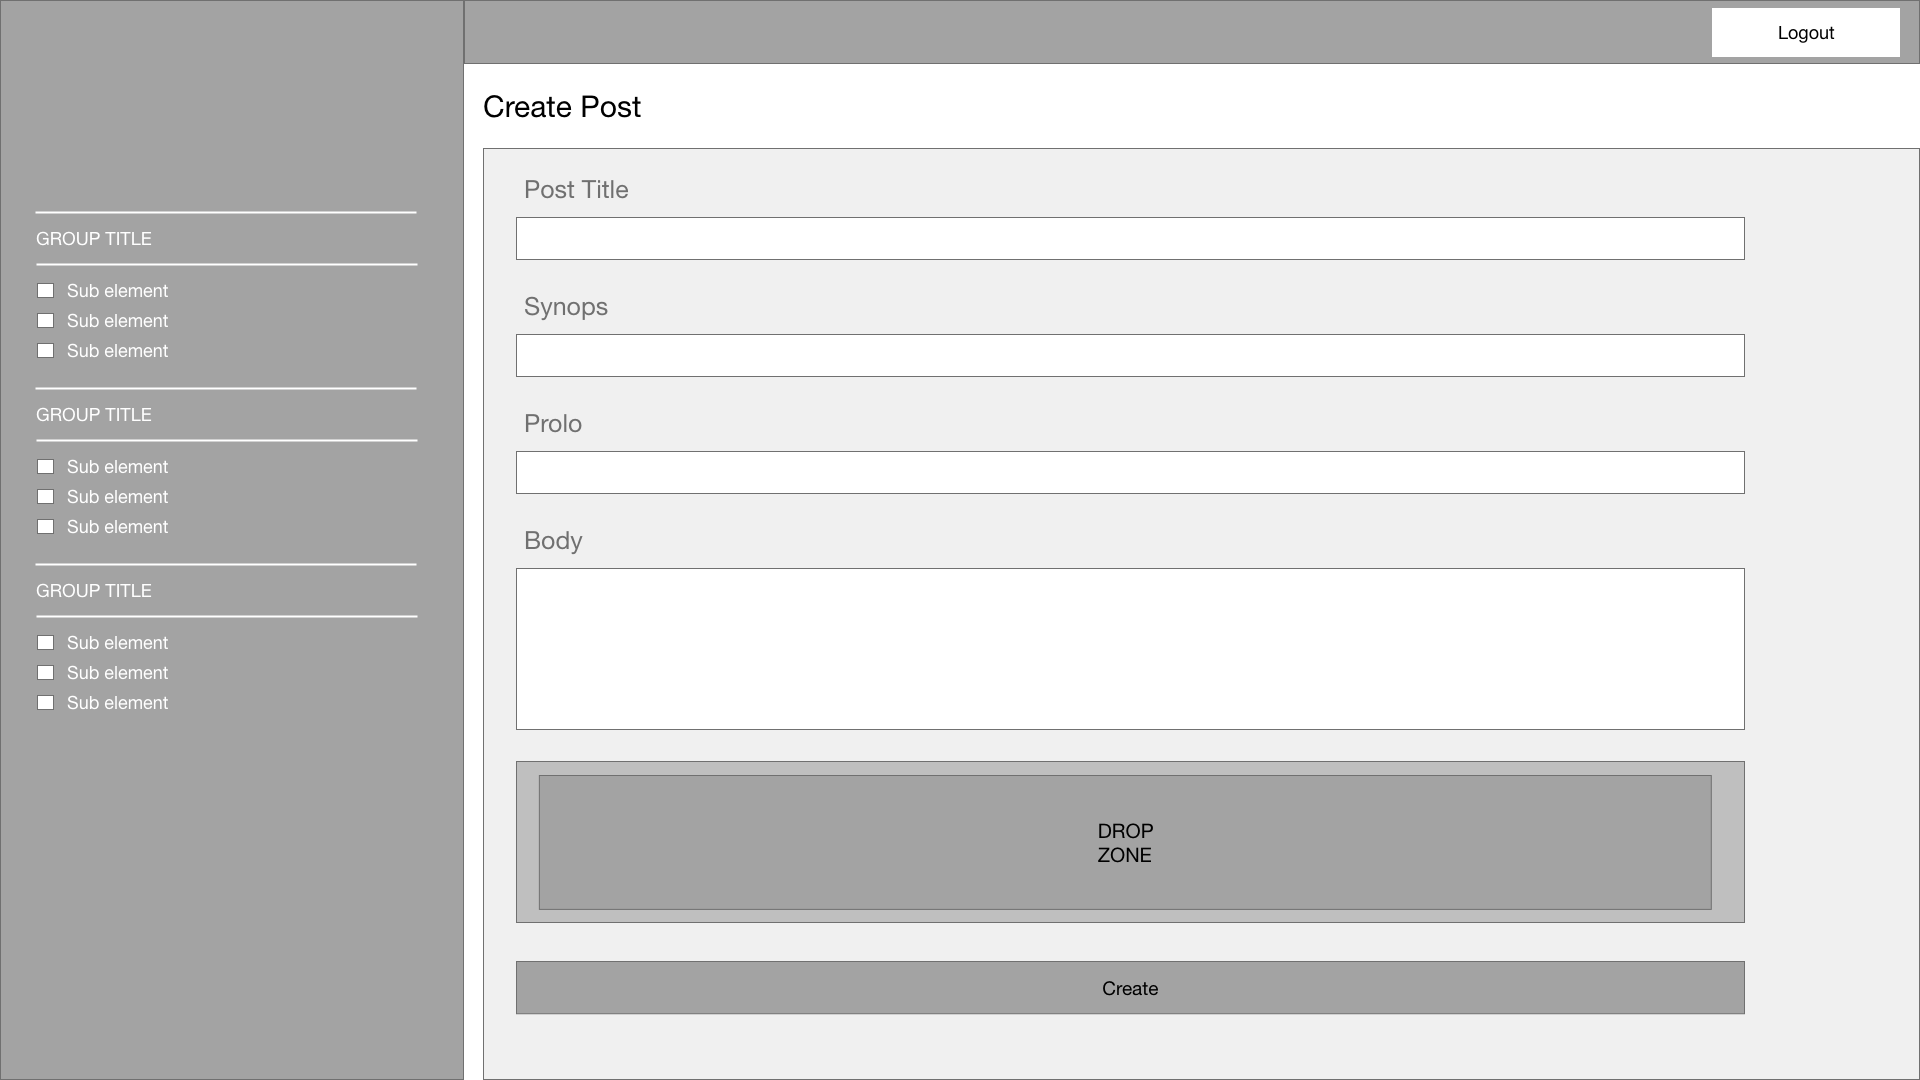 Logout
Create Post
GROUP TITLE
Sub element
Sub element
Sub element
GROUP TITLE
Sub element
Sub element
Sub element
GROUP TITLE
Sub element
Sub element
Sub element
Post Title
Synops
Prolo
Body
DROP
ZONE
Create